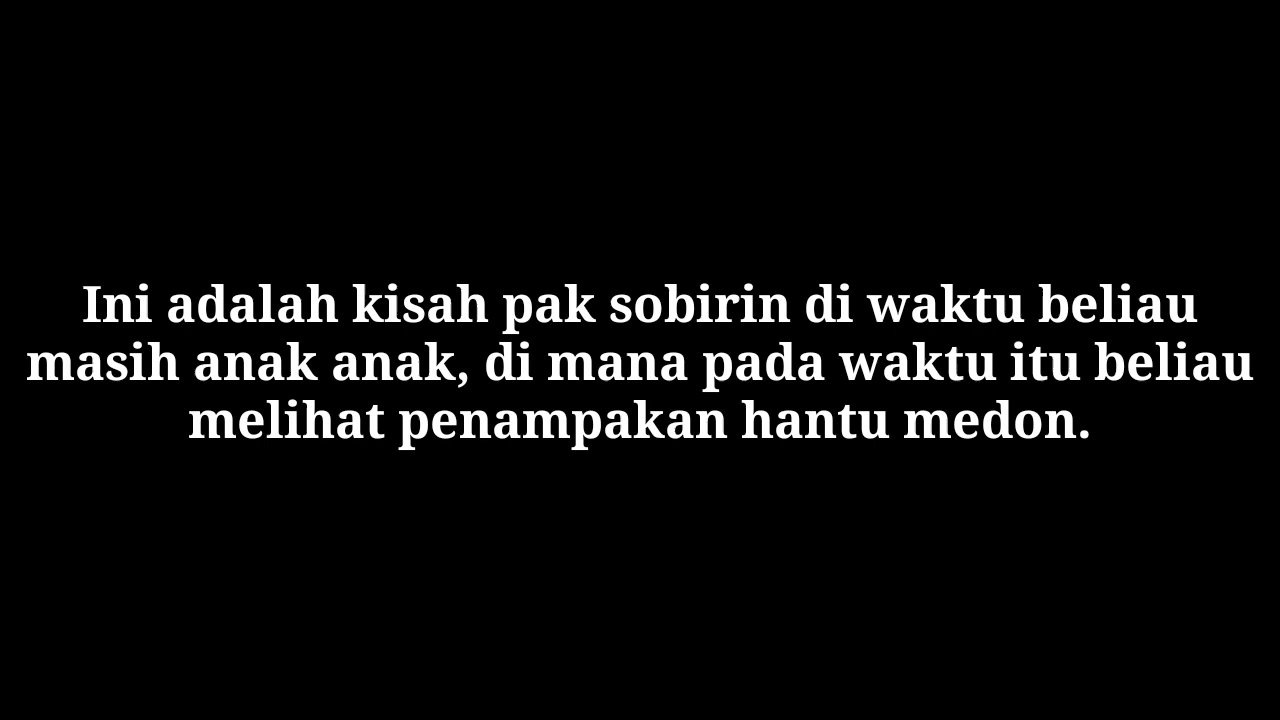 Ini adalah kisah pak sobirin di waktu beliau
masih anak anak, di mana pada waktu itu beliau
melihat penampakan hantu medon.